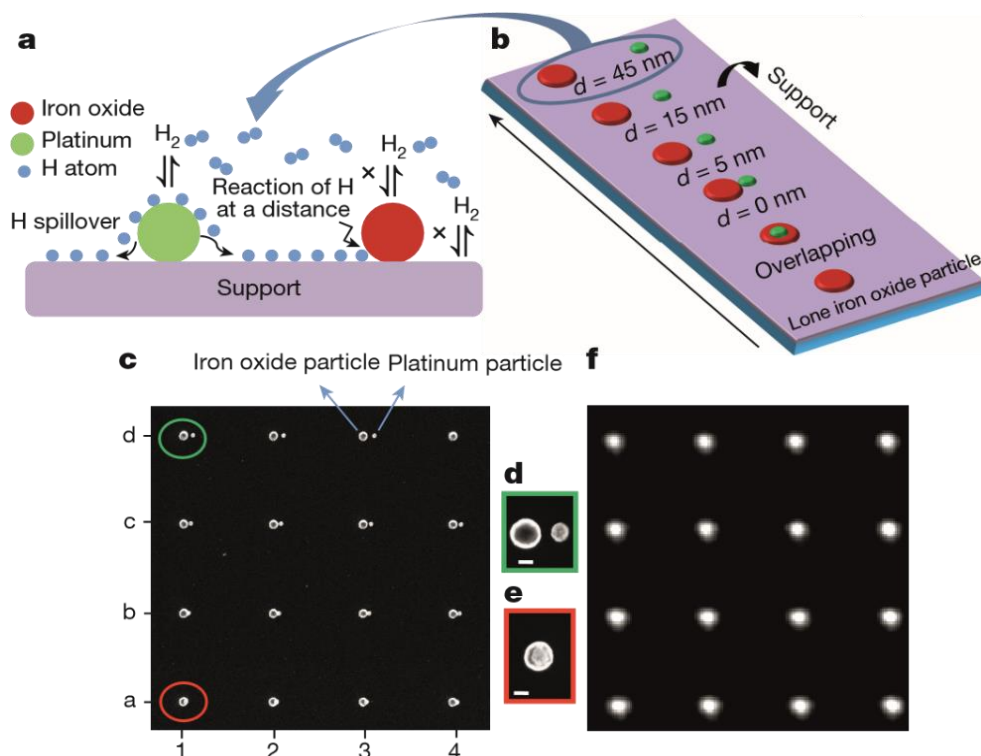 a
Iron oxide
Platinum
H atom
H₂
H₂
H₂
×
×
Reaction of H
at a distance
H spillover
Support
b
d = 45 nm
d = 15 nm
d = 5 nm
d = 0 nm
Overlapping
Lone iron oxide particle
Support
c
Iron oxide particle
Platinum particle
d
c
b
a
1
2
3
4
d
e
f